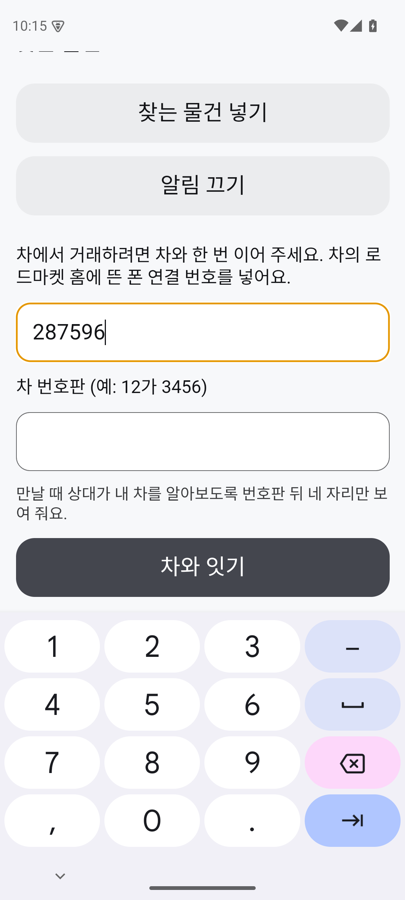 10:15
찾는 물건 넣기
알림 끄기
차에서 거래하려면 차와 한 번 이어 주세요. 차의 로
드마켓 홈에 뜬 폰 연결 번호를 넣어요.
287596
차 번호판 (예: 12가 3456)
만날 때 상대가 내 차를 알아보도록 번호판 뒤 네 자리만 보
여 줘요.
차와 잇기
1 2 3 –
4 5 6
7 8 9
, 0 .